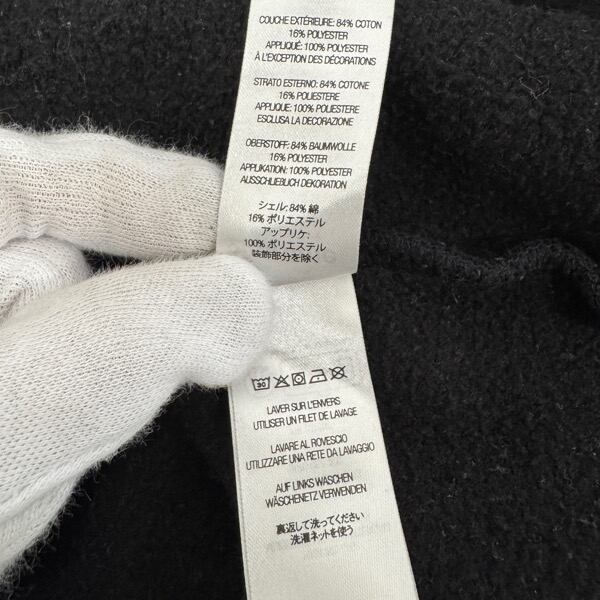 COUCHE EXTÉRIEURE: 84% COTON
16% POLYESTER
APPLIQUÉ: 100% POLYESTER
À L'EXCEPTION DES DÉCORATIONS
STRATO ESTERNO: 84% COTONE
16% POLIESTERE
APPLIQUE: 100% POLIESTERE
ESCLUSA LA DECORAZIONE
OBERSTOFF: 84% BAUMWOLLE
16% POLYESTER
APPLIKATION: 100% POLYESTER
AUSSCHLIEBLICH DEKORATION
シェル: 84% 綿
16% ポリエステル
アップリケ:
100% ポリエステル
装飾部分を除く
30
LAVER SUR L'ENVERS
UTILISER UN FILET DE LAVAGE
LAVARE AL ROVESCIO
UTILIZZARE UNA RETE DA LAVAGGIO
AUF LINKS WASCHEN
WÄSCHENETZ VERWENDEN
裏返して洗ってください
洗濯ネットを使う